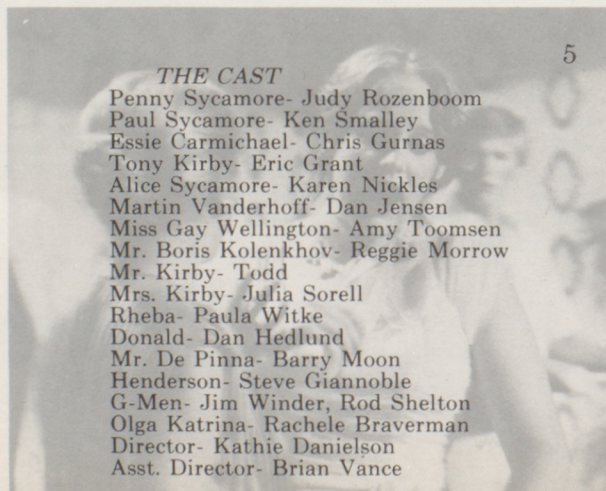 5
THE CAST
Penny Sycamore- Judy Rozenboom
Paul Sycamore- Ken Smalley
Essie Carmichael- Chris Gurnas
Tony Kirby- Eric Grant
Alice Sycamore- Karen Nickles
Martin Vanderhoff- Dan Jensen
Miss Gay Wellington- Amy Toomsen
Mr. Boris Kolenkhov- Reggie Morrow
Mr. Kirby- Todd
Mrs. Kirby- Julia Sorell
Rheba- Paula Witke
Donald- Dan Hedlund
Mr. De Pinna- Barry Moon
Henderson- Steve Giannoble
G-Men- Jim Winder, Rod Shelton
Olga Katrina- Rachele Braverman
Director- Kathie Danielson
Asst. Director- Brian Vance